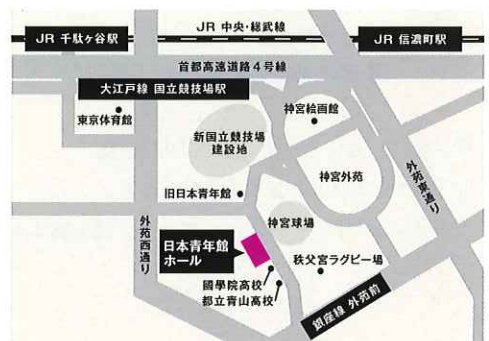 JR 中央・総武線
JR 千駄ヶ谷駅
JR 信濃町駅
首都高速道路4号線
大江戸線 国立競技場駅
東京体育館
神宮絵画館
新国立競技場
建設地
神宮外苑
外苑東通り
旧日本青年館
神宮球場
外苑西通り
日本青年館
ホール
秩父宮ラグビー場
國學院高校
都立青山高校
銀座線 外苑前